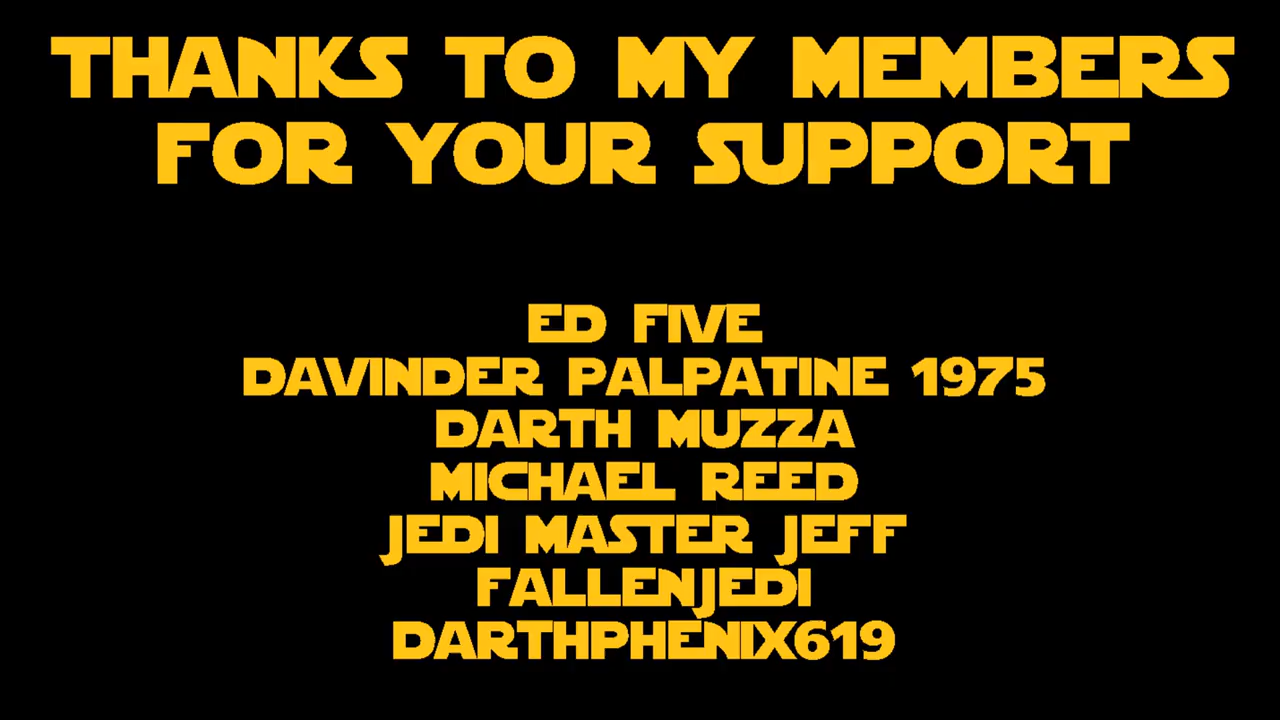 THANKS TO MY MEMBERS
FOR YOUR SUPPORT
ED FIVE
DAVINDER PALPATINE 1975
DARTH MUZZA
MICHAEL REED
JEDI MASTER JEFF
FALLENJEDI
DARTHPHENIX619